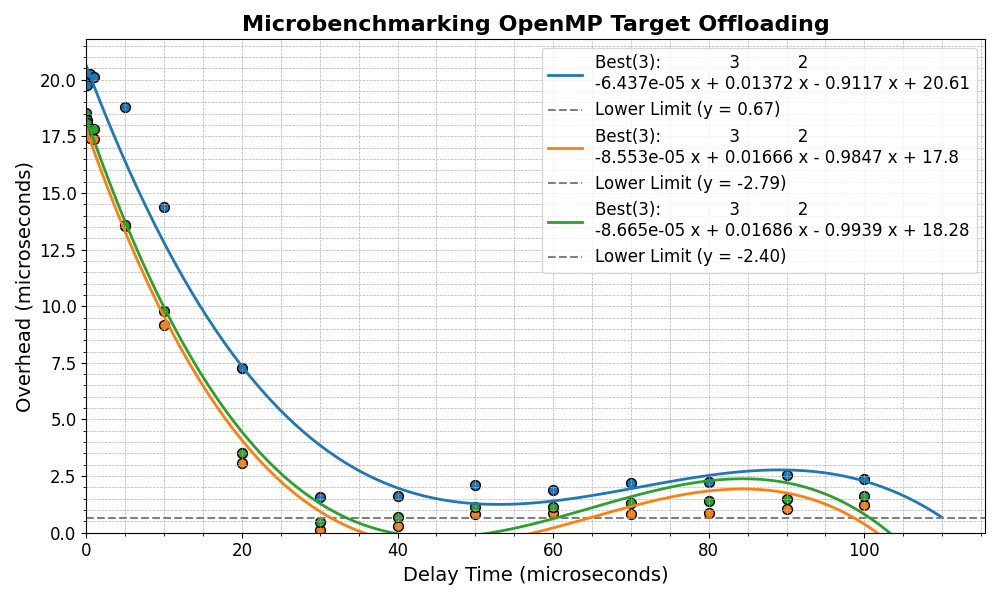 Microbenchmarking OpenMP Target Offloading
Overhead (microseconds)
20.0
17.5
15.0
12.5
10.0
7.5
5.0
2.5
0.0
Best(3): 3 2
-6.437e-05 x + 0.01372 x - 0.9117 x + 20.61
Lower Limit (y = 0.67)
Best(3): 3 2
-8.553e-05 x + 0.01666 x - 0.9847 x + 17.8
Lower Limit (y = -2.79)
Best(3): 3 2
-8.665e-05 x + 0.01686 x - 0.9939 x + 18.28
Lower Limit (y = -2.40)
0 20 40 60 80 100
Delay Time (microseconds)